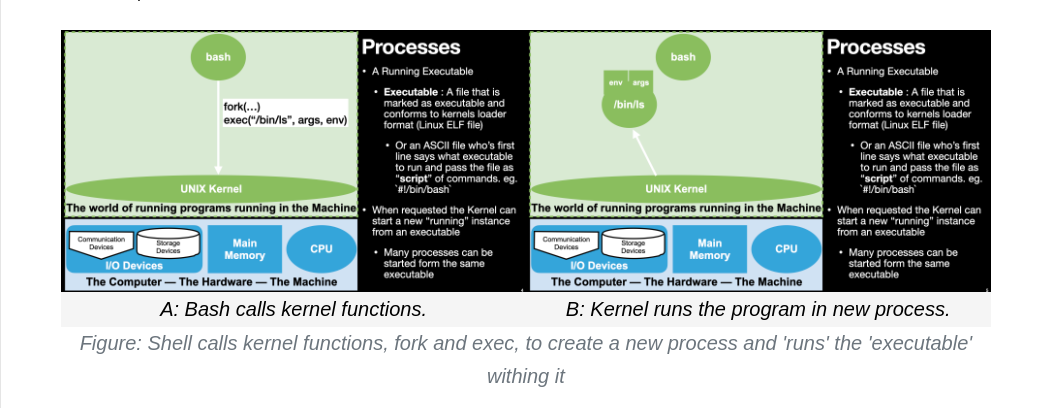 bash
fork(...)
exec("/bin/ls", args, env)
UNIX Kernel
The world of running programs running in the Machine
Communication
Devices
Storage
Devices
I/O Devices
Main
Memory
CPU
The Computer — The Hardware — The Machine
Processes
• A Running Executable
• Executable : A file that is
marked as executable and
conforms to kernels loader
format (Linux ELF file)
• Or an ASCII file who's first
line says what executable
to run and pass the file as
"script" of commands. eg.
`#!/bin/bash`
• When requested the Kernel can
start a new "running" instance
from an executable
• Many processes can be
started form the same
executable
bash
env args
/bin/ls
UNIX Kernel
The world of running programs running in the Machine
Communication
Devices
Storage
Devices
I/O Devices
Main
Memory
CPU
The Computer — The Hardware — The Machine
Processes
• A Running Executable
• Executable : A file that is
marked as executable and
conforms to kernels loader
format (Linux ELF file)
• Or an ASCII file who's first
line says what executable
to run and pass the file as
"script" of commands. eg.
`#!/bin/bash`
• When requested the Kernel can
start a new "running" instance
from an executable
• Many processes can be
started form the same
executable
A: Bash calls kernel functions.
B: Kernel runs the program in new process.
Figure: Shell calls kernel functions, fork and exec, to create a new process and 'runs' the 'executable'
withing it